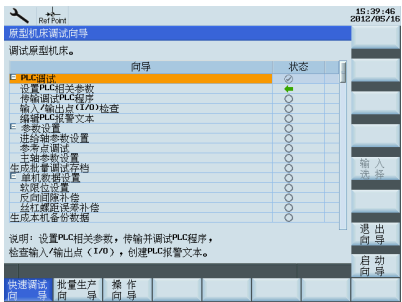 Ref Point
15:39:46
2012/05/16
原型机床调试向导
调试原型机床。
向导 状态
PLC调试
设置PLC相关参数
传输调试PLC程序
输入/输出点(I/O)检查
编辑PLC报警文本
参数设置
进给轴参数设置
参考点调试
主轴参数设置
生成批量调试存档
单机数据设置
软限位设置
反向间隙补偿
丝杠螺距误差补偿
生成本机备份数据
说明：设置PLC相关参数，传输并调试PLC程序，
检查输入/输出点（I/O），创建PLC报警文本。
输 入
选 择
退 出
向 导
启 动
向 导
快速调试
向 导
批量生产
向 导
操 作
向 导